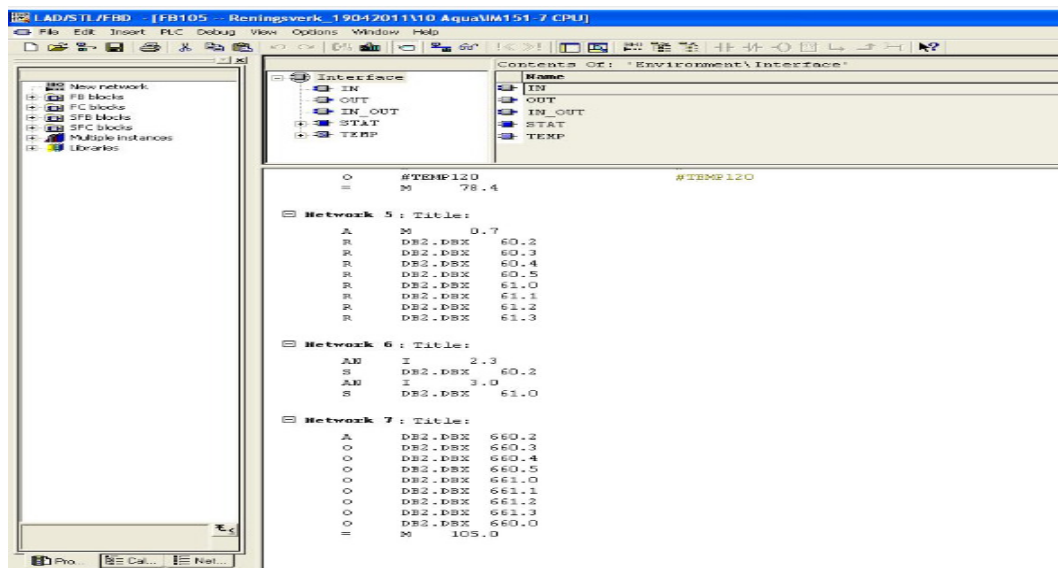 LAD/STL/FBD - [FB105 -- Reningsverk_19042011\10 Aqua\IM151-7 CPU]
File Edit Insert PLC Debug View Options Window Help
New network
FB blocks
FC blocks
SFB blocks
SFC blocks
Multiple instances
Libraries
Interface
IN
OUT
IN_OUT
STAT
TEMP
Contents Of: 'Environment\Interface'
Name
IN
OUT
IN_OUT
STAT
TEMP
O #TEMP120 #TEMP120
= M 78.4
Network 5 : Title:
A M 0.7
R DB2.DBX 60.2
R DB2.DBX 60.3
R DB2.DBX 60.4
R DB2.DBX 60.5
R DB2.DBX 61.0
R DB2.DBX 61.1
R DB2.DBX 61.2
R DB2.DBX 61.3
Network 6 : Title:
AN I 2.3
S DB2.DBX 60.2
AN I 3.0
S DB2.DBX 61.0
Network 7 : Title:
A DB2.DBX 660.2
O DB2.DBX 660.3
O DB2.DBX 660.4
O DB2.DBX 660.5
O DB2.DBX 661.0
O DB2.DBX 661.1
O DB2.DBX 661.2
O DB2.DBX 661.3
O DB2.DBX 660.0
= M 105.0
Pro... Cal... Net...